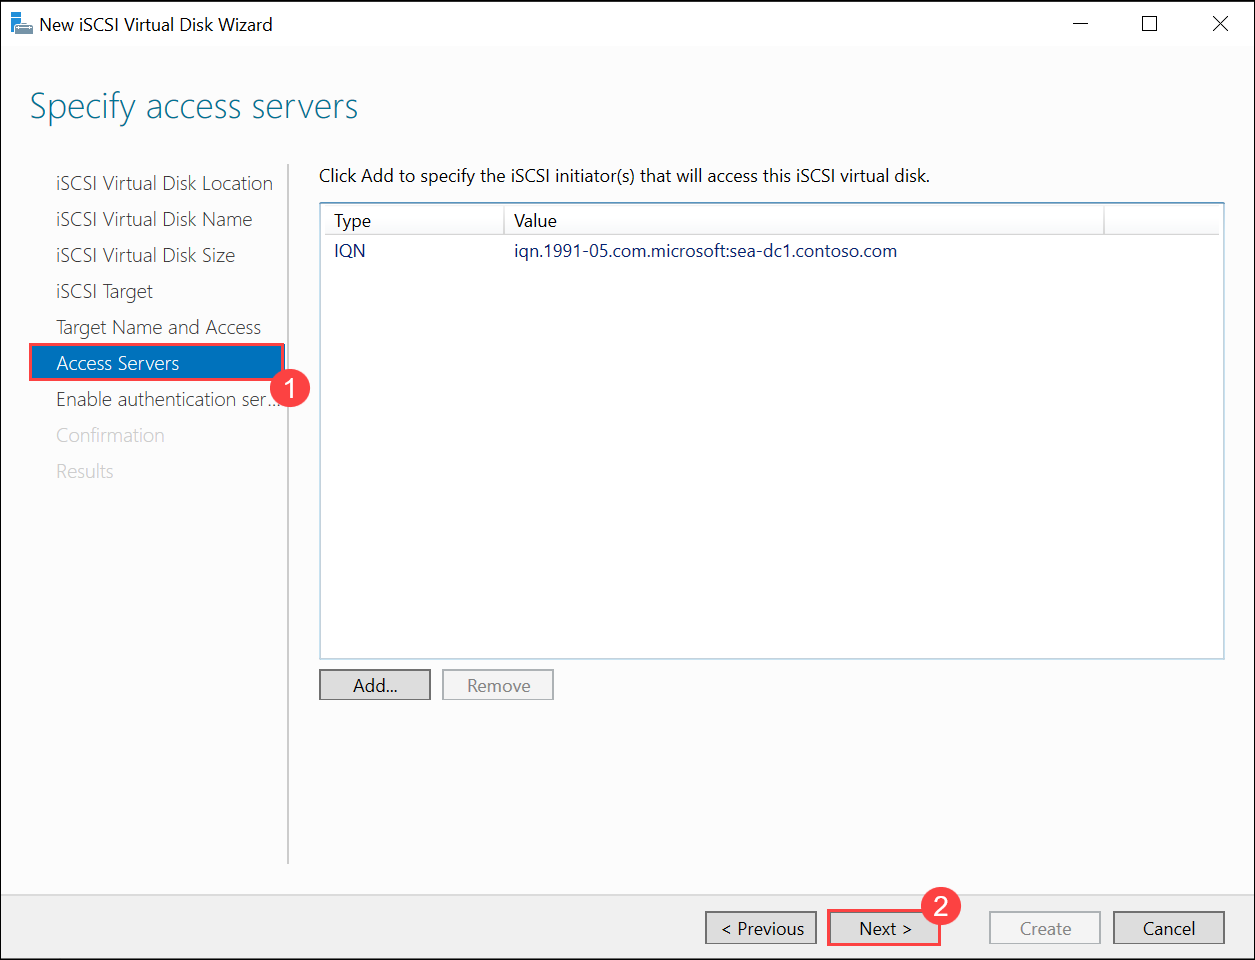 New iSCSI Virtual Disk Wizard
Specify access servers
iSCSI Virtual Disk Location
iSCSI Virtual Disk Name
iSCSI Virtual Disk Size
iSCSI Target
Target Name and Access
Access Servers
1
Enable authentication ser...
Confirmation
Results
Click Add to specify the iSCSI initiator(s) that will access this iSCSI virtual disk.
Type Value
IQN iqn.1991-05.com.microsoft:sea-dc1.contoso.com
Add... Remove
2
< Previous Next > Create Cancel